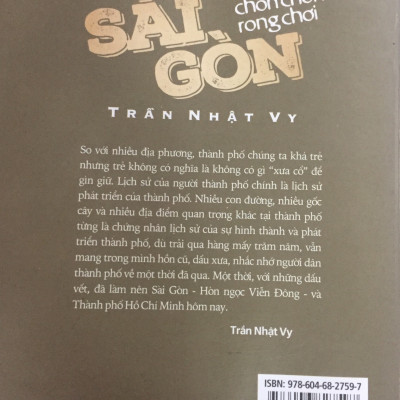 rong chơi
SÀI
GÒN
TRẦN NHẬT VY
So với nhiều địa phương, thành phố chúng ta khá trẻ
nhưng trẻ không có nghĩa là không có gì "xưa cổ" để
gìn giữ. Lịch sử của người thành phố chính là lịch sử
phát triển của thành phố. Nhiều con đường, nhiều gốc
cây và nhiều địa điểm quan trọng khác tại thành phố
từng là chứng nhân lịch sử của sự hình thành và phát
triển thành phố, dù trải qua hàng mấy trăm năm, vẫn
mang trong mình hồn cũ, dấu xưa, nhắc nhớ người dân
thành phố về một thời đã qua. Một thời, với những dấu
vết, đã làm nên Sài Gòn - Hòn ngọc Viễn Đông - và
Thành phố Hồ Chí Minh hôm nay.
Trần Nhật Vy
ISBN: 978-604-68-2759-7